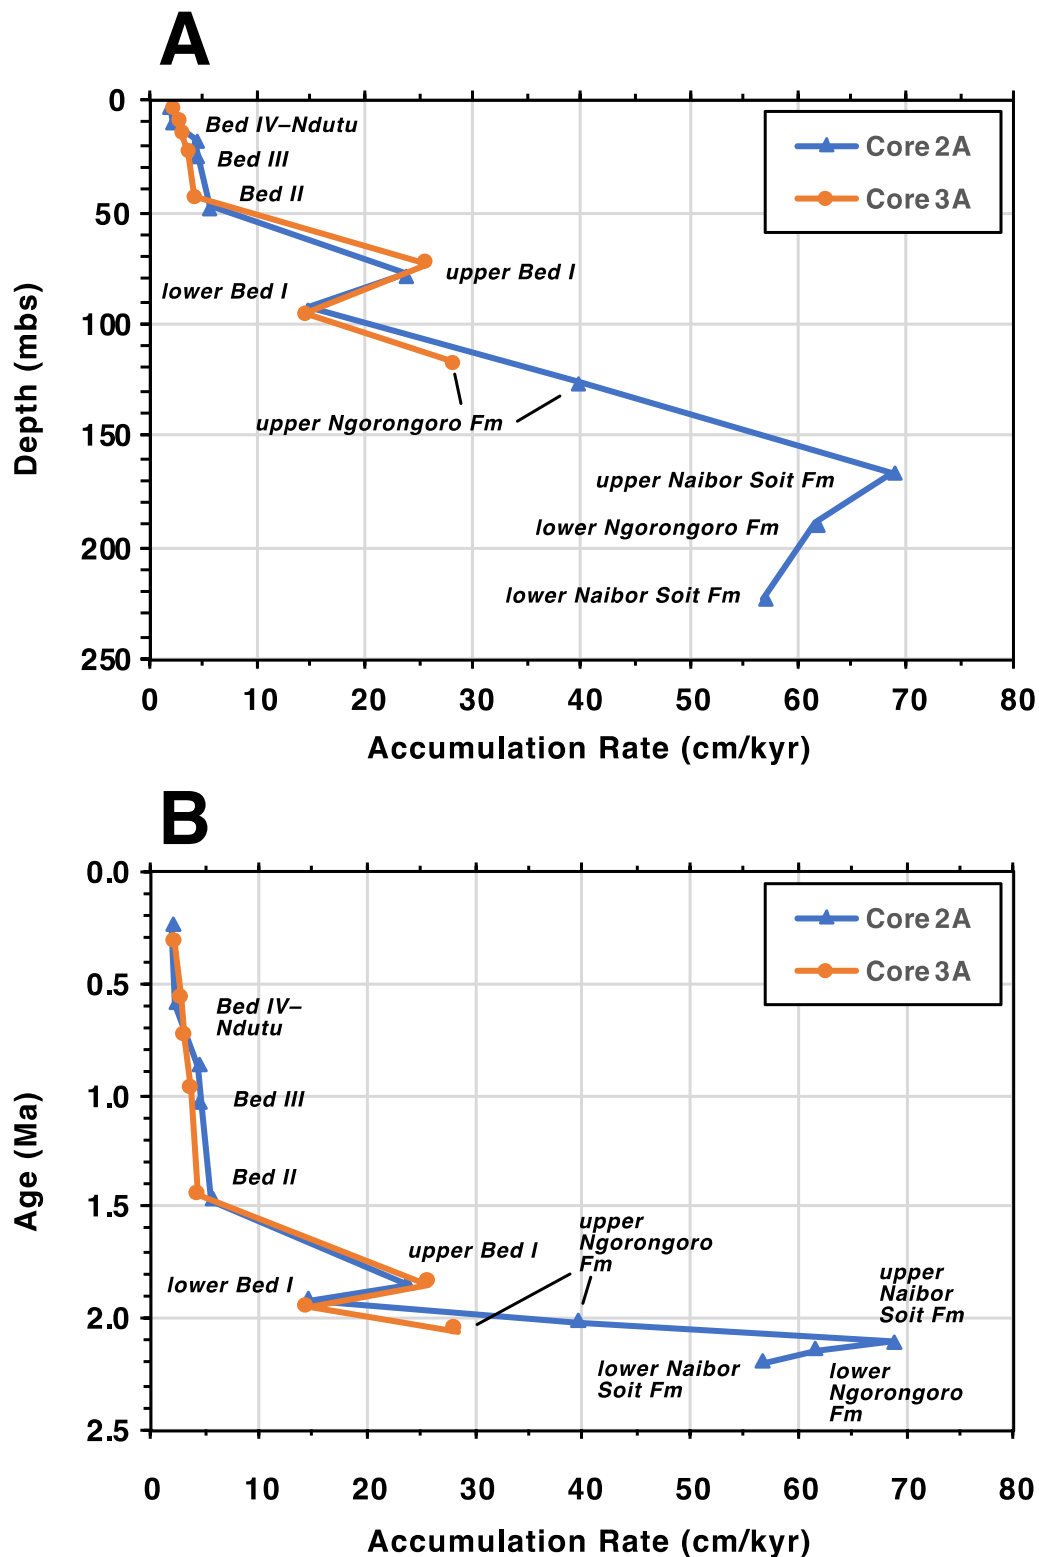 A
0
50
100
150
200
250
Depth (mbs)
Bed IV–Ndutu
Bed III
Bed II
lower Bed I
upper Bed I
upper Ngorongoro Fm
upper Naibor Soit Fm
lower Ngorongoro Fm
lower Naibor Soit Fm
Core 2A
Core 3A
0 10 20 30 40 50 60 70 80
Accumulation Rate (cm/kyr)
B
0.0
0.5
1.0
1.5
2.0
2.5
Age (Ma)
Core 2A
Core 3A
Bed IV–
Ndutu
Bed III
Bed II
upper Bed I
lower Bed I
upper
Ngorongoro
Fm
upper
Naibor
Soit Fm
lower Naibor
Soit Fm
lower
Ngorongoro
Fm
0 10 20 30 40 50 60 70 80
Accumulation Rate (cm/kyr)